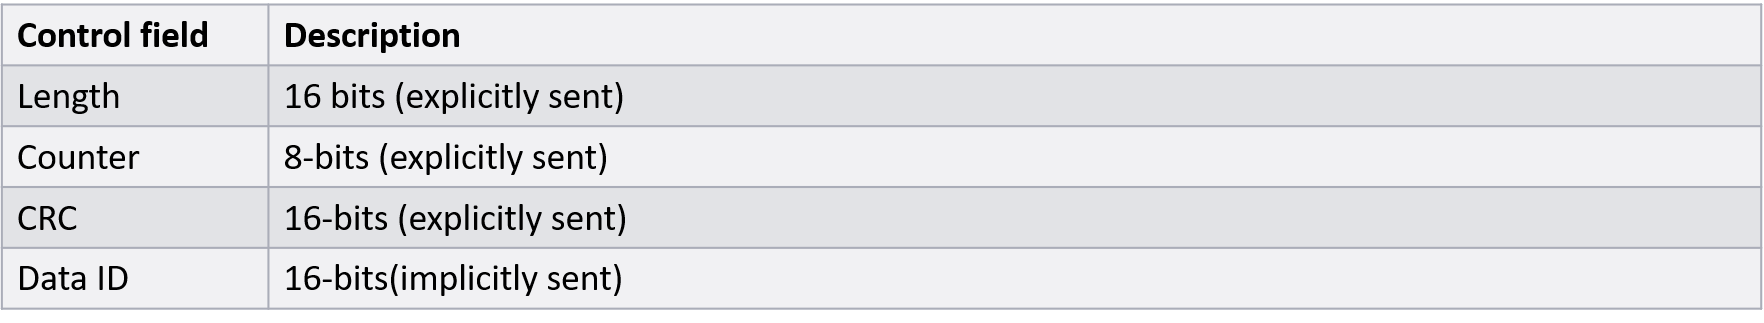 Control field Description
Length 16 bits (explicitly sent)
Counter 8-bits (explicitly sent)
CRC 16-bits (explicitly sent)
Data ID 16-bits(implicitly sent)